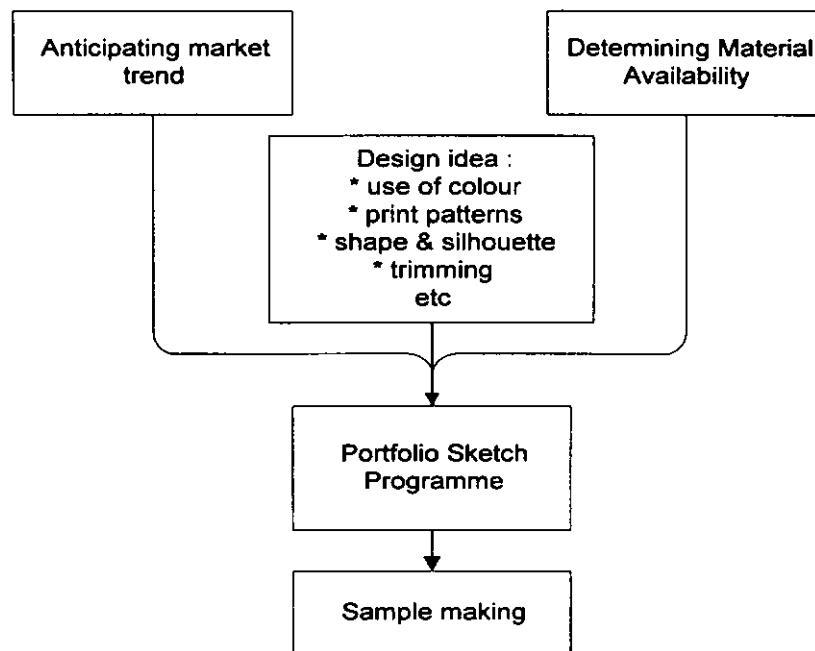 Anticipating market
trend
Determining Material
Availability
Design idea :
* use of colour
* print patterns
* shape & silhouette
* trimming
etc
Portfolio Sketch
Programme
Sample making